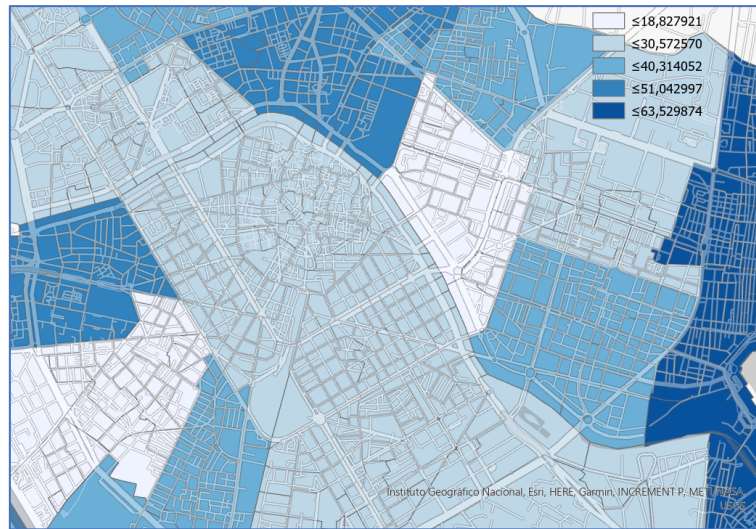 ≤18,827921
≤30,572570
≤40,314052
≤51,042997
≤63,529874
Instituto Geográfico Nacional, Esri, HERE, Garmin, INCREMENT P, METI/NASA,
USGS